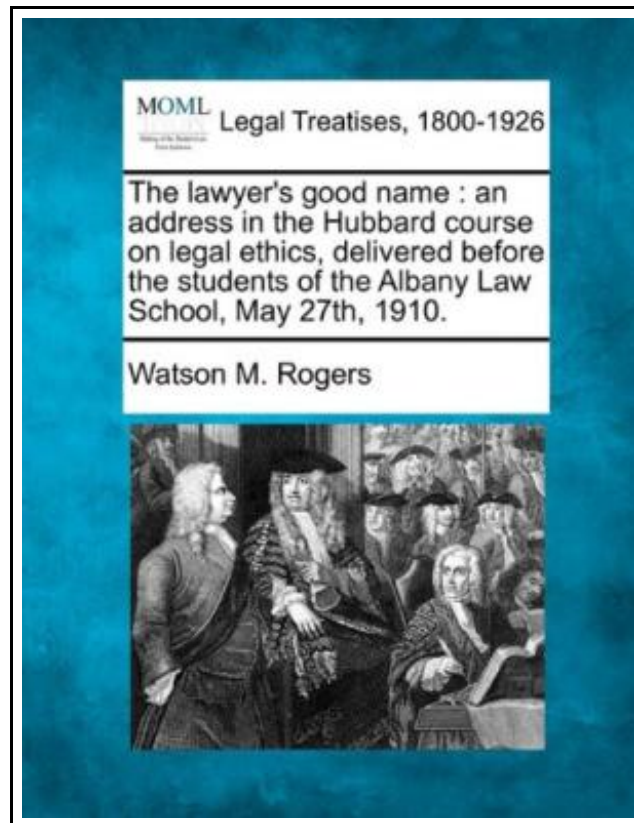 MOML
Legal Treatises, 1800-1926
The lawyer's good name : an
address in the Hubbard course
on legal ethics, delivered before
the students of the Albany Law
School, May 27th, 1910.
Watson M. Rogers